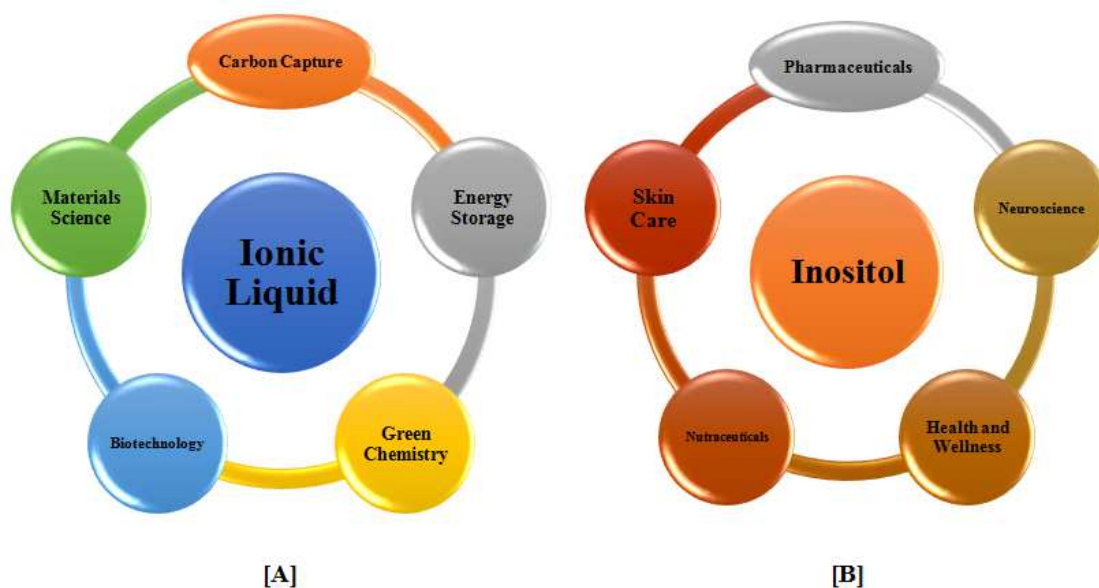 Carbon Capture
Energy
Storage
Green
Chemistry
Biotechnology
Materials
Science
Ionic
Liquid
[A]
Pharmaceuticals
Neuroscience
Health and
Wellness
Nutraceuticals
Skin
Care
Inositol
[B]